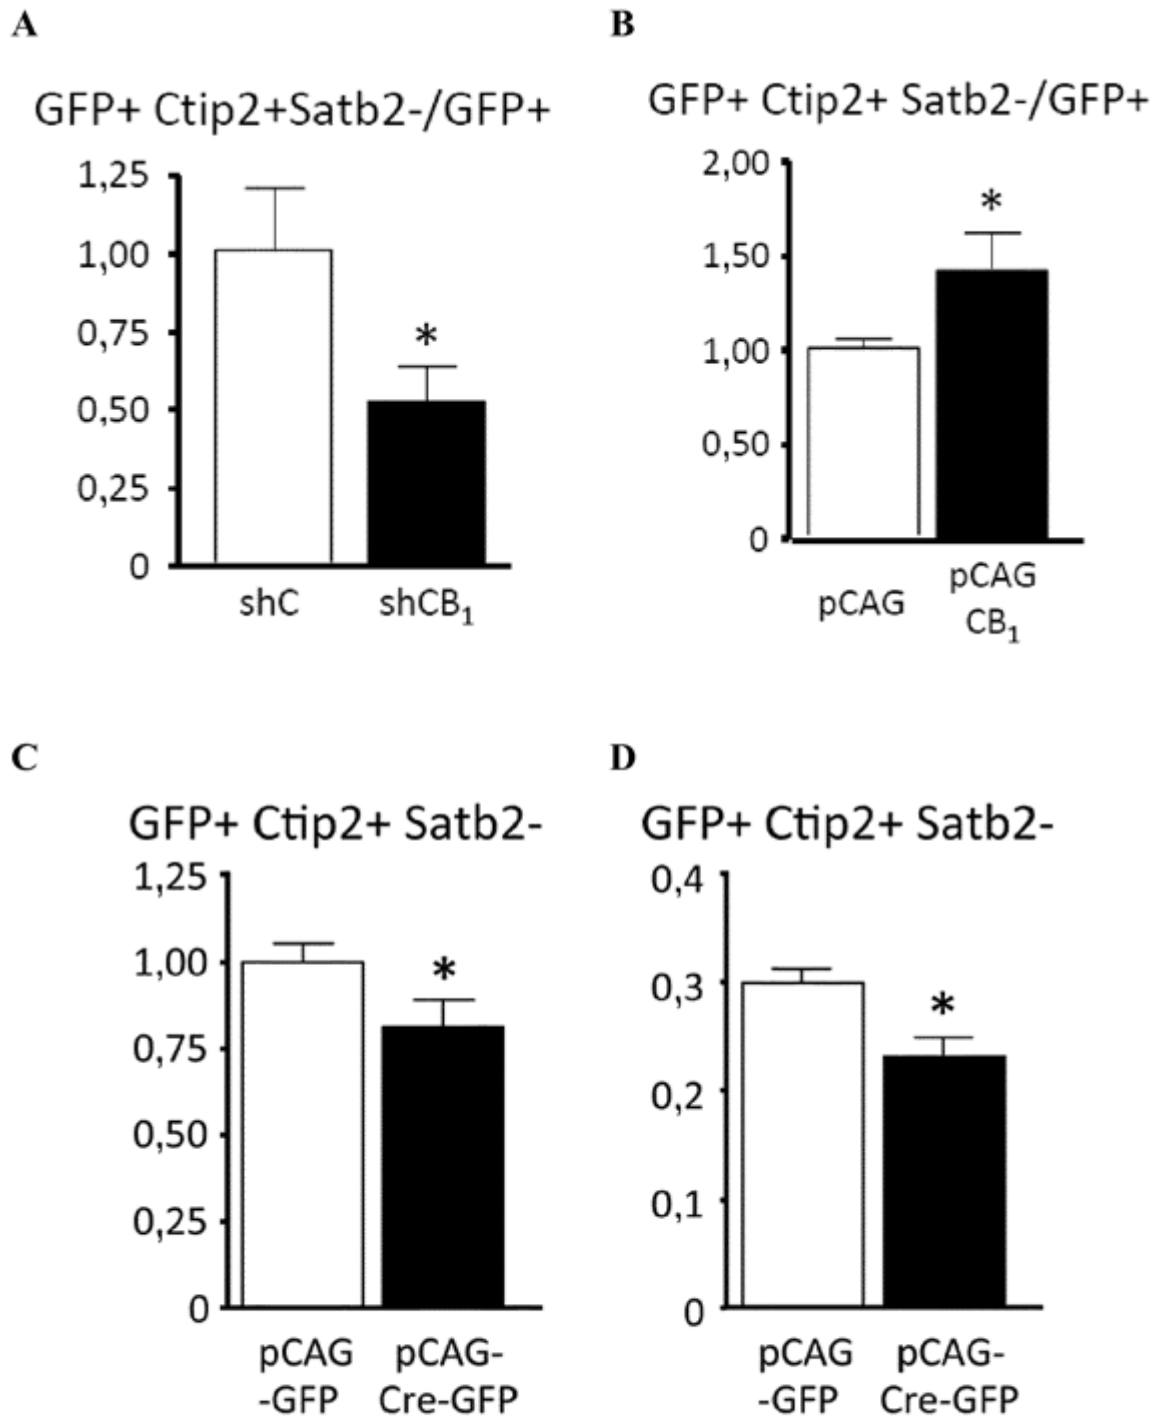 A
GFP+ Ctip2+Satb2-/GFP+
1,25
1,00
0,75
0,50
0,25
0
*
shC
shCB₁
B
GFP+ Ctip2+ Satb2-/GFP+
2,00
1,50
1,00
0,50
0
*
pCAG
pCAG
CB₁
C
GFP+ Ctip2+ Satb2-
1,25
1,00
0,75
0,50
0,25
0
*
pCAG
-GFP
pCAG-
Cre-GFP
D
GFP+ Ctip2+ Satb2-
0,4
0,3
0,2
0,1
0
*
pCAG
-GFP
pCAG-
Cre-GFP